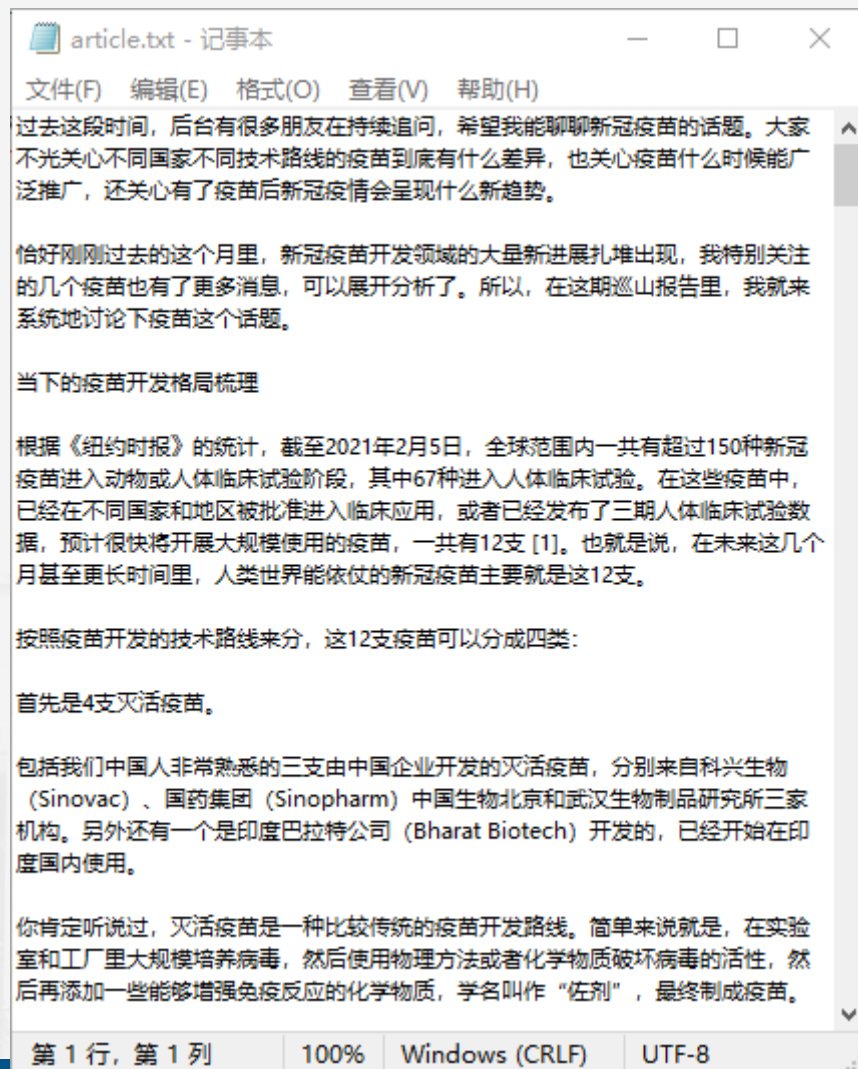 article.txt - 记事本
文件(F) 编辑(E) 格式(O) 查看(V) 帮助(H)
过去这段时间，后台有很多朋友在持续追问，希望我能聊聊新冠疫苗的话题。大家
不光关心不同国家不同技术路线的疫苗到底有什么差异，也关心疫苗什么时候能广
泛推广，还关心有了疫苗后新冠疫情会呈现什么新趋势。
恰好刚刚过去的这个月里，新冠疫苗开发领域的大量新进展扎堆出现，我特别关注
的几个疫苗也有了更多消息，可以展开分析了。所以，在这期巡山报告里，我就来
系统地讨论下疫苗这个话题。
当下的疫苗开发格局梳理
根据《纽约时报》的统计，截至2021年2月5日，全球范围内一共有超过150种新冠
疫苗进入动物或人体临床试验阶段，其中67种进入人体临床试验。在这些疫苗中，
已经在不同国家和地区被批准进入临床应用，或者已经发布了三期人体临床试验数
据，预计很快将开展大规模使用的疫苗，一共有12支 [1]。也就是说，在未来这几个
月甚至更长时间里，人类世界能依仗的新冠疫苗主要就是这12支。
按照疫苗开发的技术路线来分，这12支疫苗可以分成四类：
首先是4支灭活疫苗。
包括我们中国人非常熟悉的三支由中国企业开发的灭活疫苗，分别来自科兴生物
（Sinovac）、国药集团（Sinopharm）中国生物北京和武汉生物制品研究所三家
机构。另外还有一个是印度巴拉特公司（Bharat Biotech）开发的，已经开始在印
度国内使用。
你肯定听说过，灭活疫苗是一种比较传统的疫苗开发路线。简单来说就是，在实验
室和工厂里大规模培养病毒，然后使用物理方法或者化学物质破坏病毒的活性，然
后再添加一些能够增强免疫反应的化学物质，学名叫作“佐剂”，最终制成疫苗。
第 1 行，第 1 列 100% Windows (CRLF) UTF-8